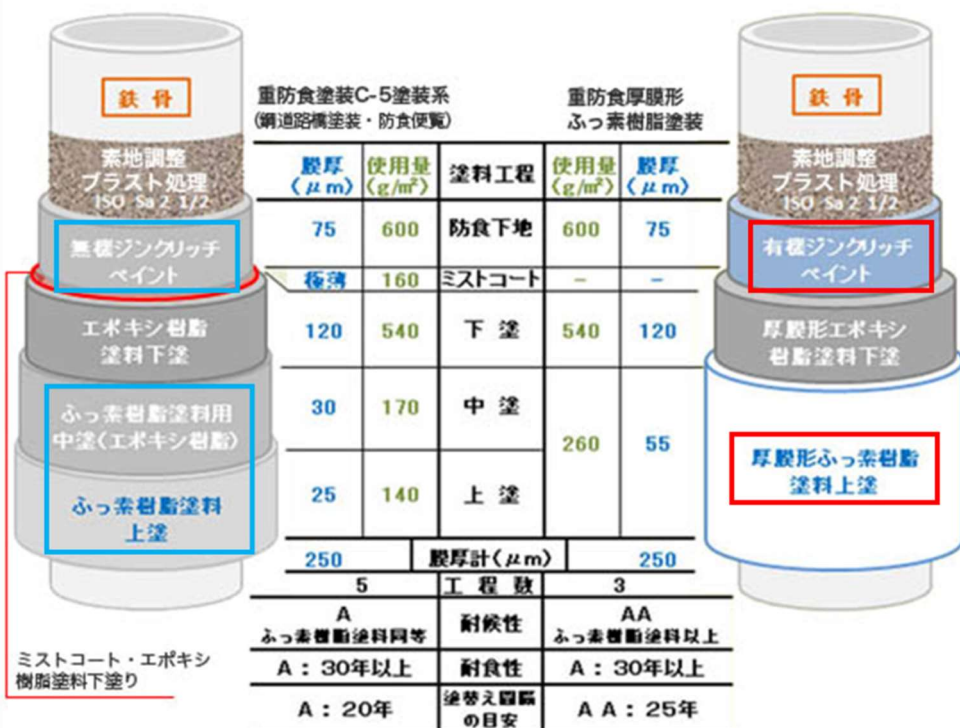 鉄骨
素地調整
ブラスト処理
ISO Sa2 1/2
無機ジンクリッチ
ペイント
エポキシ樹脂
塗料下塗
ふっ素樹脂塗料用
中塗(エポキシ樹脂)
ふっ素樹脂塗料
上塗
ミストコート・エポキシ
樹脂塗料下塗り
重防食塗装C-5塗装系
(鋼道路橋塗装・防食便覧)
重防食厚膜形
ふっ素樹脂塗装
膜厚(μm) 使用量(g/㎡) 塗料工程 使用量(g/㎡) 膜厚(μm)
75 600 防食下地 600 75
極薄 160 ミストコート − −
120 540 下塗 540 120
30 170 中塗
260 55
25 140 上塗
250 膜厚計(μm) 250
5 工程数 3
A
ふっ素樹脂塗料同等
耐候性
AA
ふっ素樹脂塗料以上
A：30年以上 耐食性 A：30年以上
A：20年
塗替え間隔
の目安
AA：25年
鉄骨
素地調整
ブラスト処理
ISO Sa2 1/2
有機ジンクリッチ
ペイント
厚膜形エポキシ
樹脂塗料下塗
厚膜形ふっ素樹脂
塗料上塗